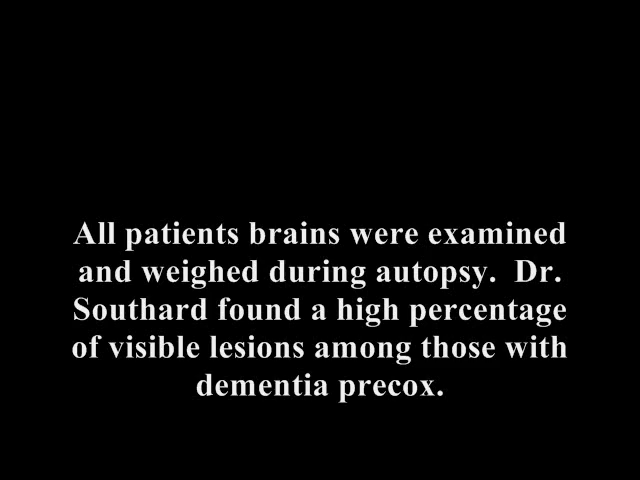 All patients brains were examined
and weighed during autopsy.  Dr.
Southard found a high percentage
of visible lesions among those with
dementia precox.